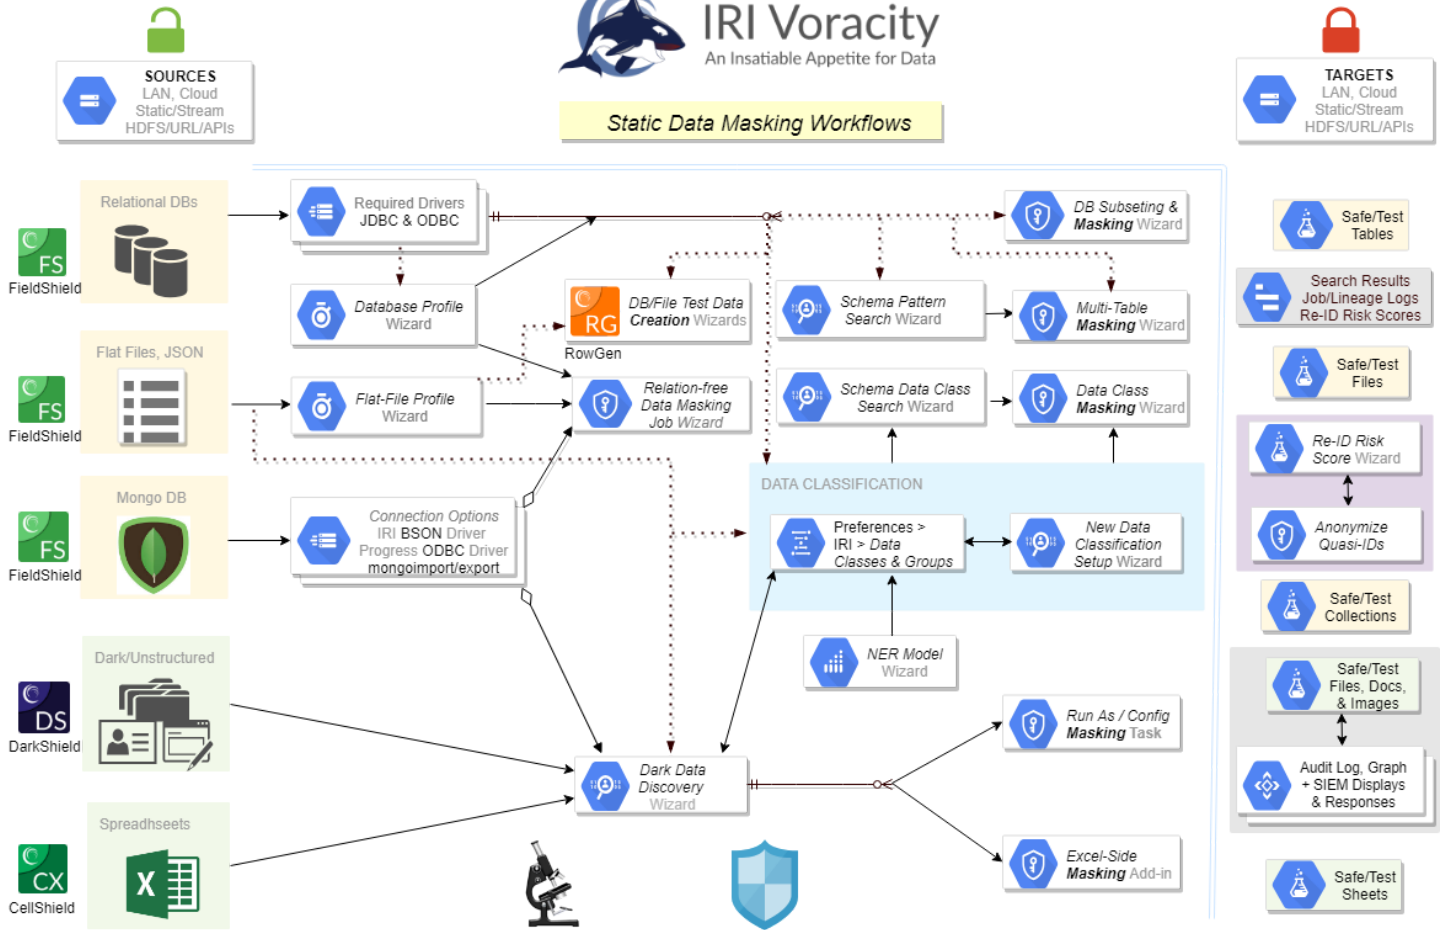 IRI Voracity
An Insatiable Appetite for Data
Static Data Masking Workflows
SOURCES
LAN, Cloud
Static/Stream
HDFS/URL/APIs
TARGETS
LAN, Cloud
Static/Stream
HDFS/URL/APIs
Relational DBs
FS
FieldShield
Required Drivers
JDBC & ODBC
DB Subseting &
Masking Wizard
Database Profile
Wizard
RG
RowGen
DB/File Test Data
Creation Wizards
Schema Pattern
Search Wizard
Multi-Table
Masking Wizard
Flat Files, JSON
FS
FieldShield
Flat-File Profile
Wizard
Relation-free
Data Masking
Job Wizard
Schema Data Class
Search Wizard
Data Class
Masking Wizard
Mongo DB
FS
FieldShield
Connection Options
IRI BSON Driver
Progress ODBC Driver
mongoimport/export
DATA CLASSIFICATION
Preferences >
IRI > Data
Classes & Groups
New Data
Classification
Setup Wizard
NER Model
Wizard
Dark/Unstructured
DS
DarkShield
Dark Data
Discovery
Wizard
Run As / Config
Masking Task
Spreadhseets
X
CX
CellShield
Excel-Side
Masking Add-in
Safe/Test
Tables
Search Results
Job/Lineage Logs
Re-ID Risk Scores
Safe/Test
Files
Re-ID Risk
Score Wizard
Anonymize
Quasi-IDs
Safe/Test
Collections
Safe/Test
Files, Docs,
& Images
Audit Log, Graph
+ SIEM Displays
& Responses
Safe/Test
Sheets